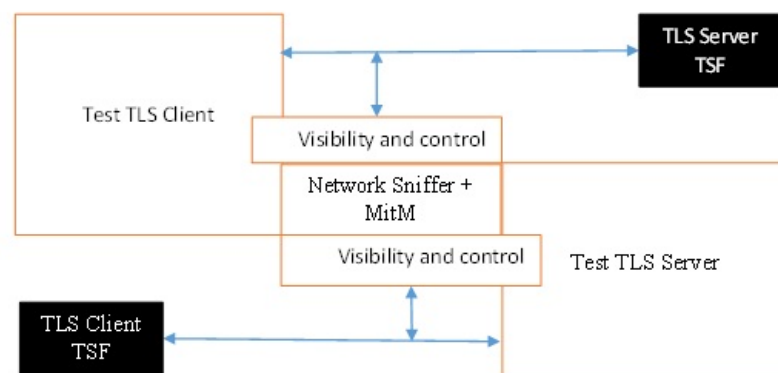 TLS Server
TSF
Test TLS Client
Visibility and control
Network Sniffer +
MitM
Visibility and control
Test TLS Server
TLS Client
TSF